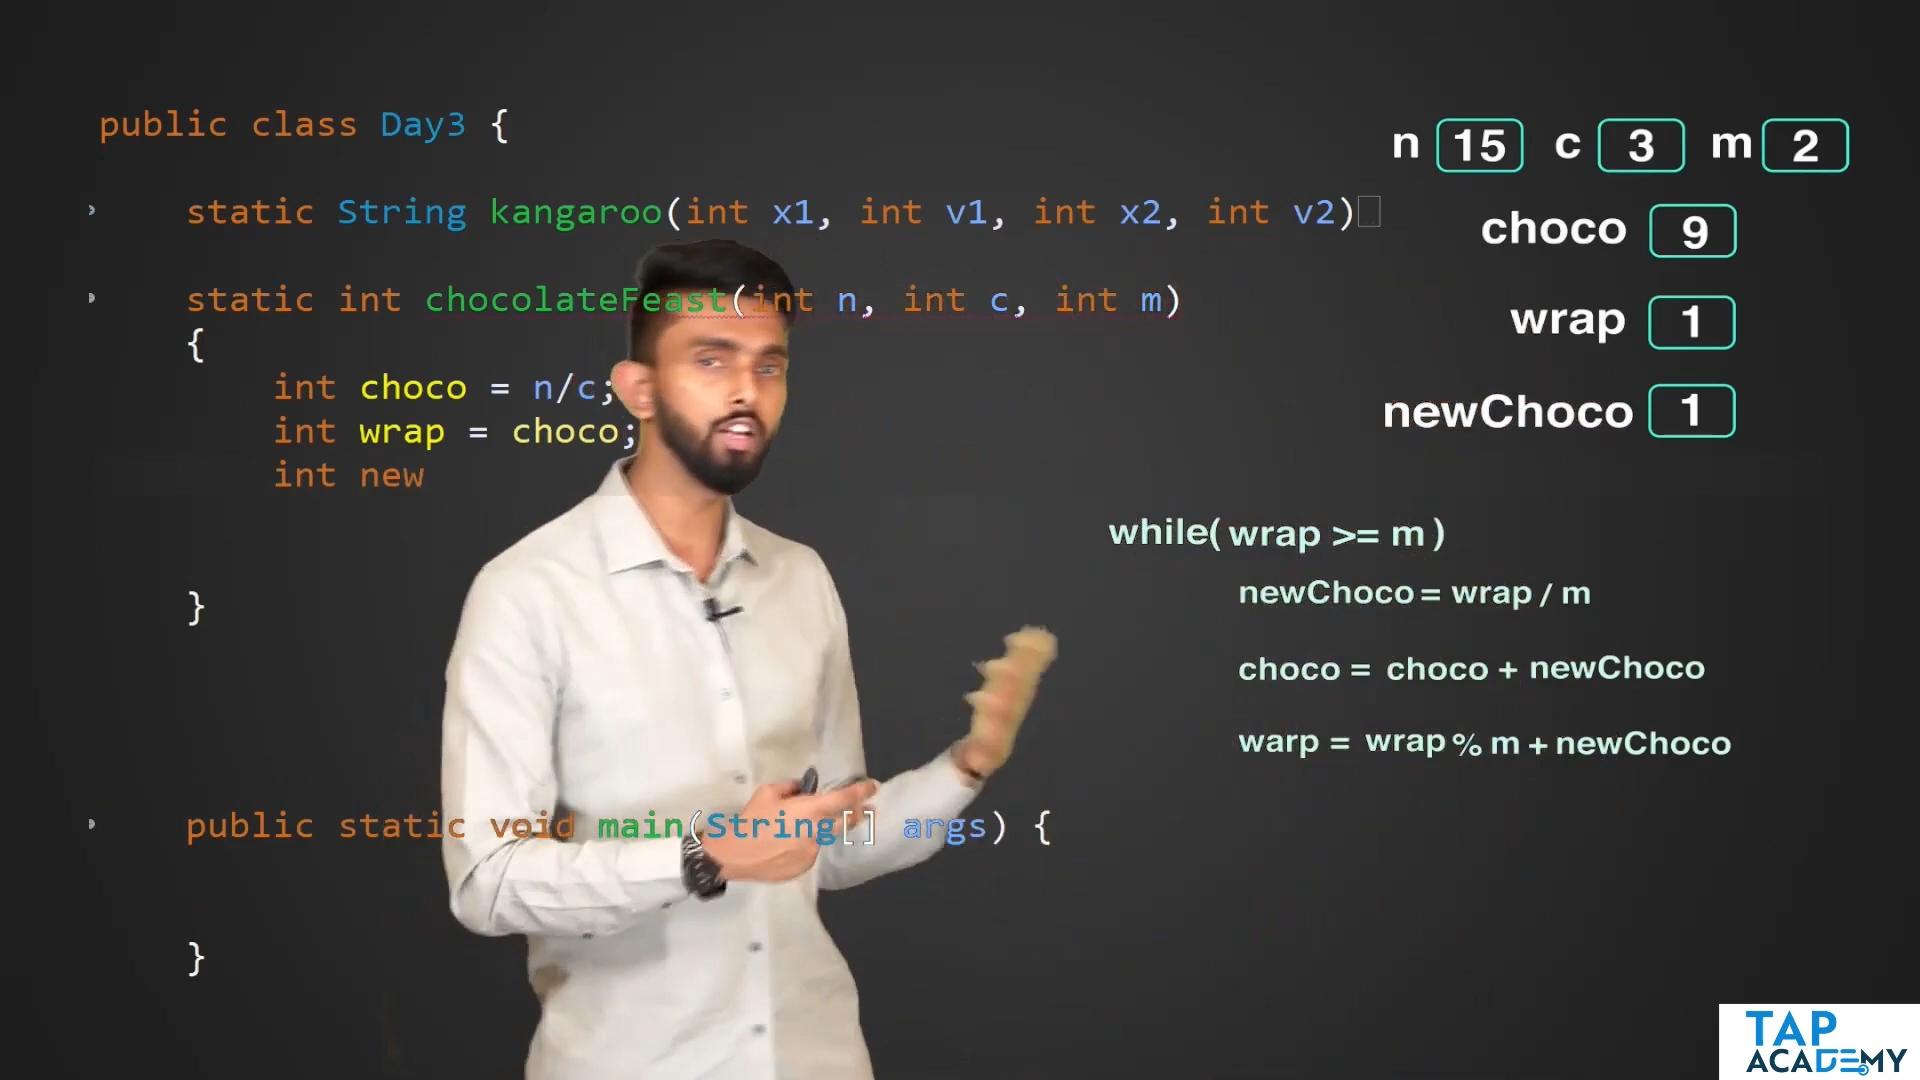 public class Day3 {
static String kangaroo(int x1, int v1, int x2, int v2)
static int chocolateFeast(int n, int c, int m)
{
int choco = n/c;
int wrap = choco;
int new
}
public static void main(String[] args) {
}
n 15 c 3 m 2
choco 9
wrap 1
newChoco 1
while( wrap >= m )
newChoco = wrap / m
choco = choco + newChoco
warp = wrap % m + newChoco
TAP
ACADEMY